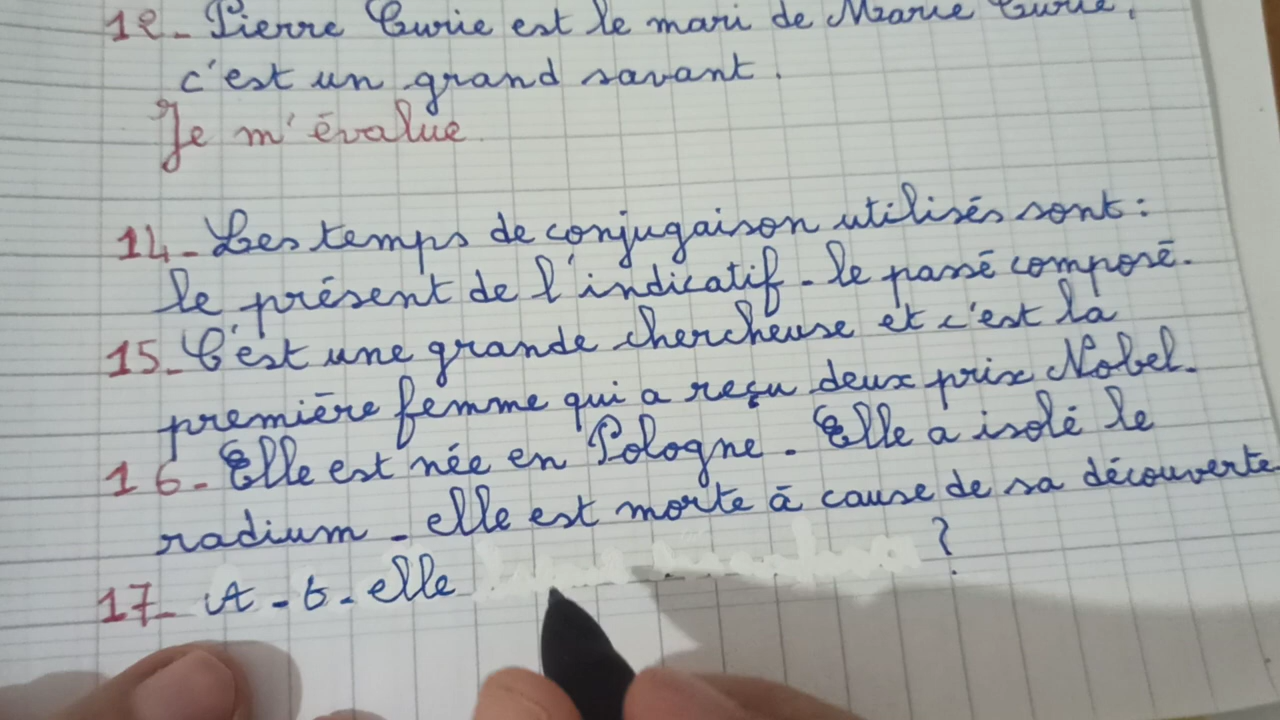 12- Pierre Curie est le mari de Marie Curie,
c'est un grand savant.
Je m'évalue
14- Les temps de conjugaison utilisés sont :
le présent de l'indicatif - le passé composé.
15- C'est une grande chercheuse et c'est la
première femme qui a reçu deux prix Nobel.
16- Elle est née en Pologne. Elle a isolé le
radium - elle est morte à cause de sa découverte
17- A-t-elle ?